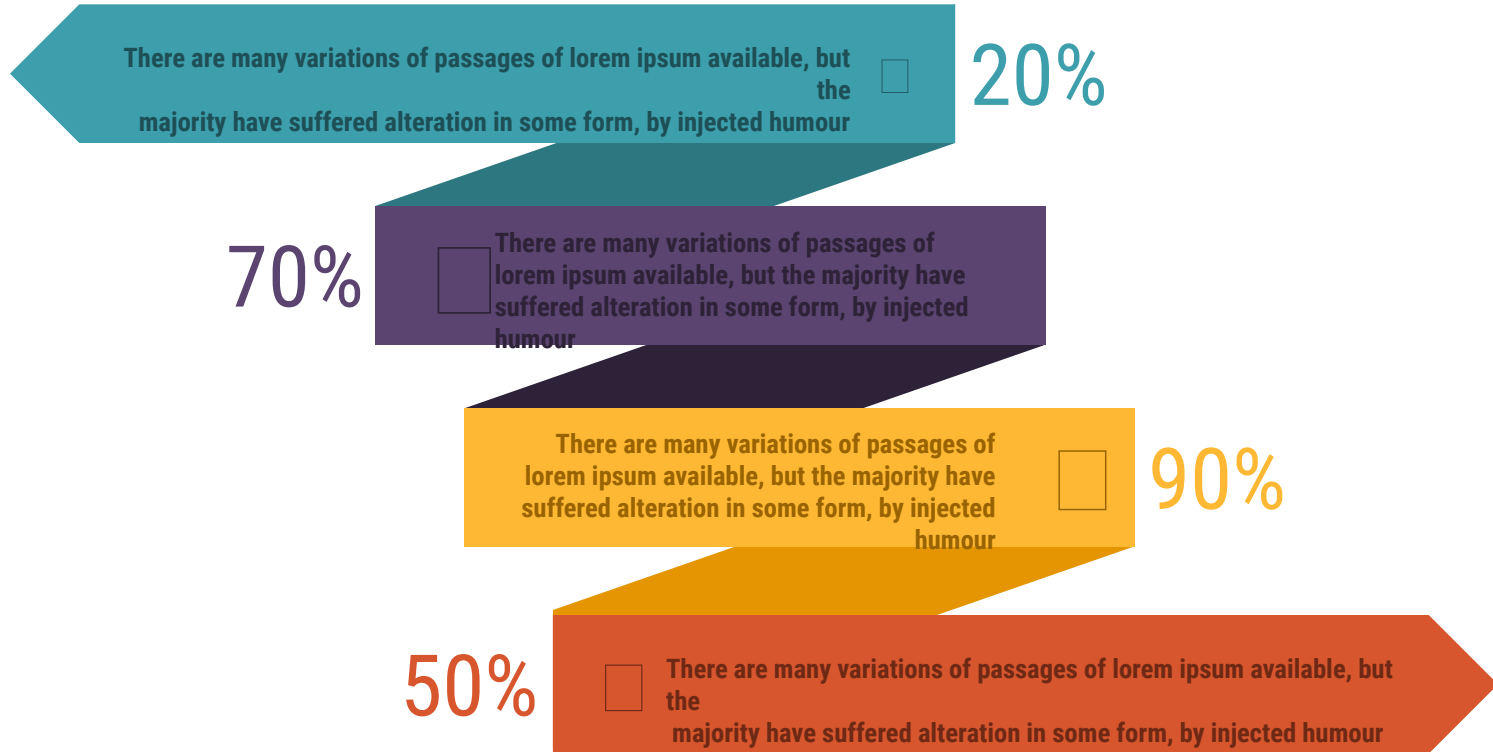 There are many variations of passages of lorem ipsum available, but
the
majority have suffered alteration in some form, by injected humour
20%
70%
There are many variations of passages of
lorem ipsum available, but the majority have
suffered alteration in some form, by injected
humour
There are many variations of passages of
lorem ipsum available, but the majority have
suffered alteration in some form, by injected
humour
90%
50%
There are many variations of passages of lorem ipsum available, but
the
majority have suffered alteration in some form, by injected humour